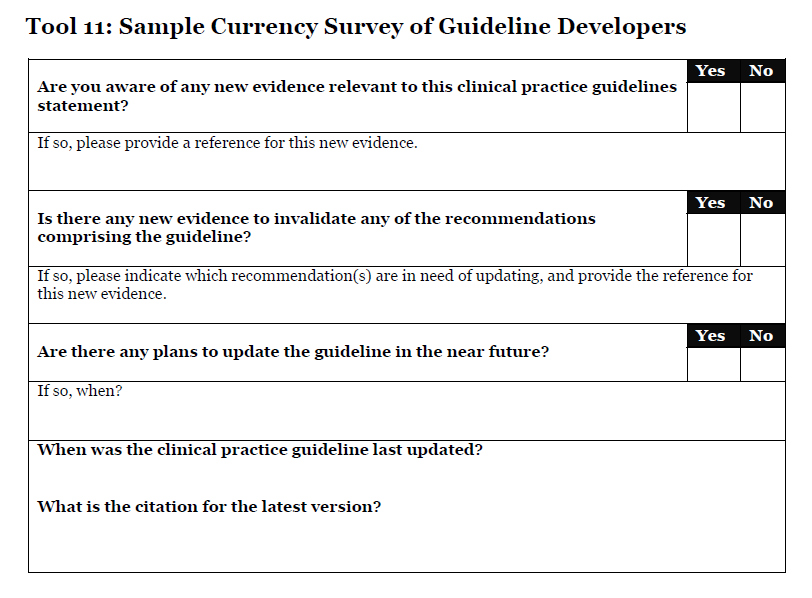 Tool 11: Sample Currency Survey of Guideline Developers
Yes No
Are you aware of any new evidence relevant to this clinical practice guidelines
statement?
If so, please provide a reference for this new evidence.
Yes No
Is there any new evidence to invalidate any of the recommendations
comprising the guideline?
If so, please indicate which recommendation(s) are in need of updating, and provide the reference for
this new evidence.
Yes No
Are there any plans to update the guideline in the near future?
If so, when?
When was the clinical practice guideline last updated?
What is the citation for the latest version?